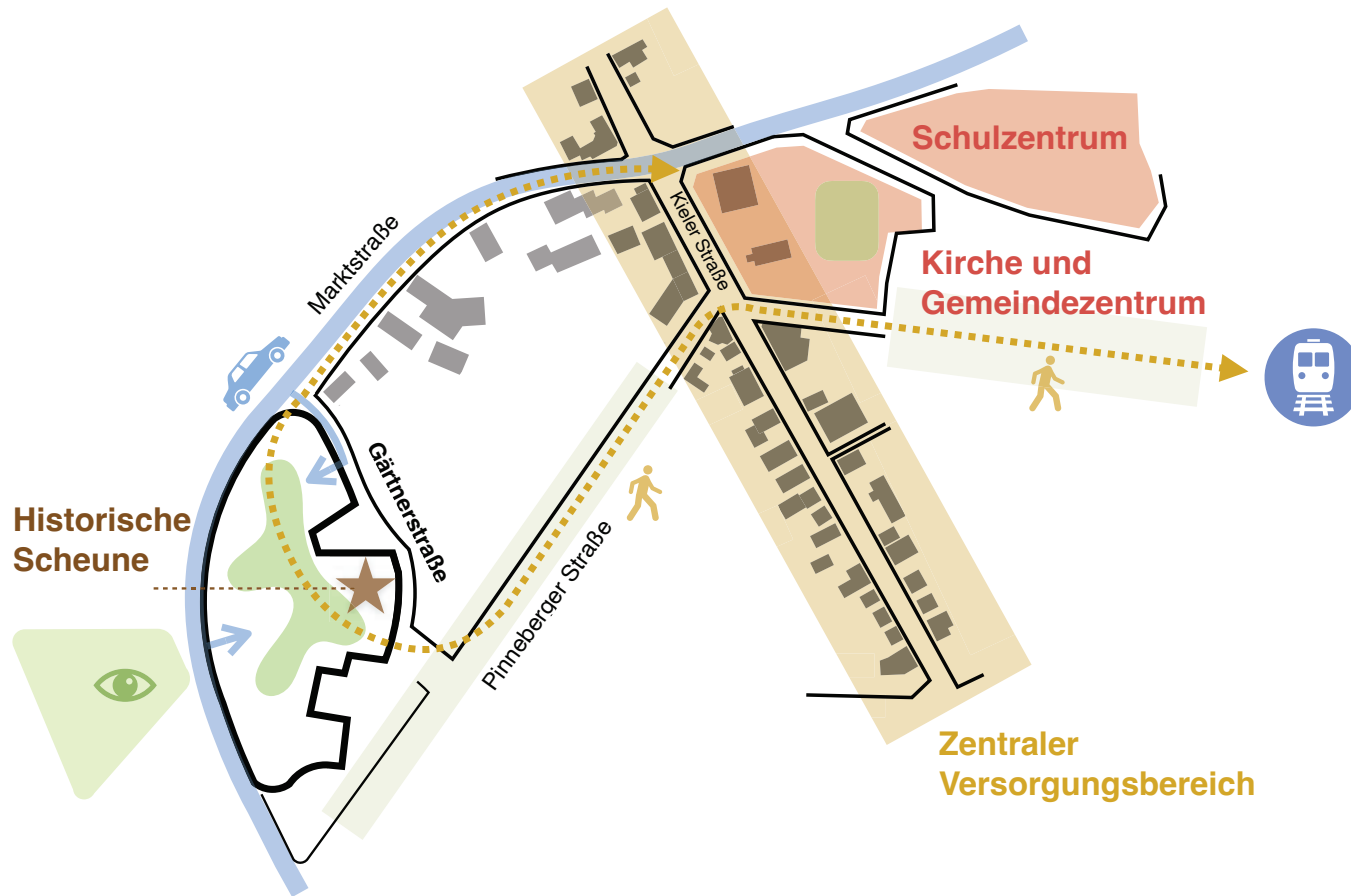 Schulzentrum
Kieler Straße
Marktstraße
Kirche und
Gemeindezentrum
Gärtnerstraße
Historische
Scheune
Pinneberger Straße
Zentraler
Versorgungsbereich